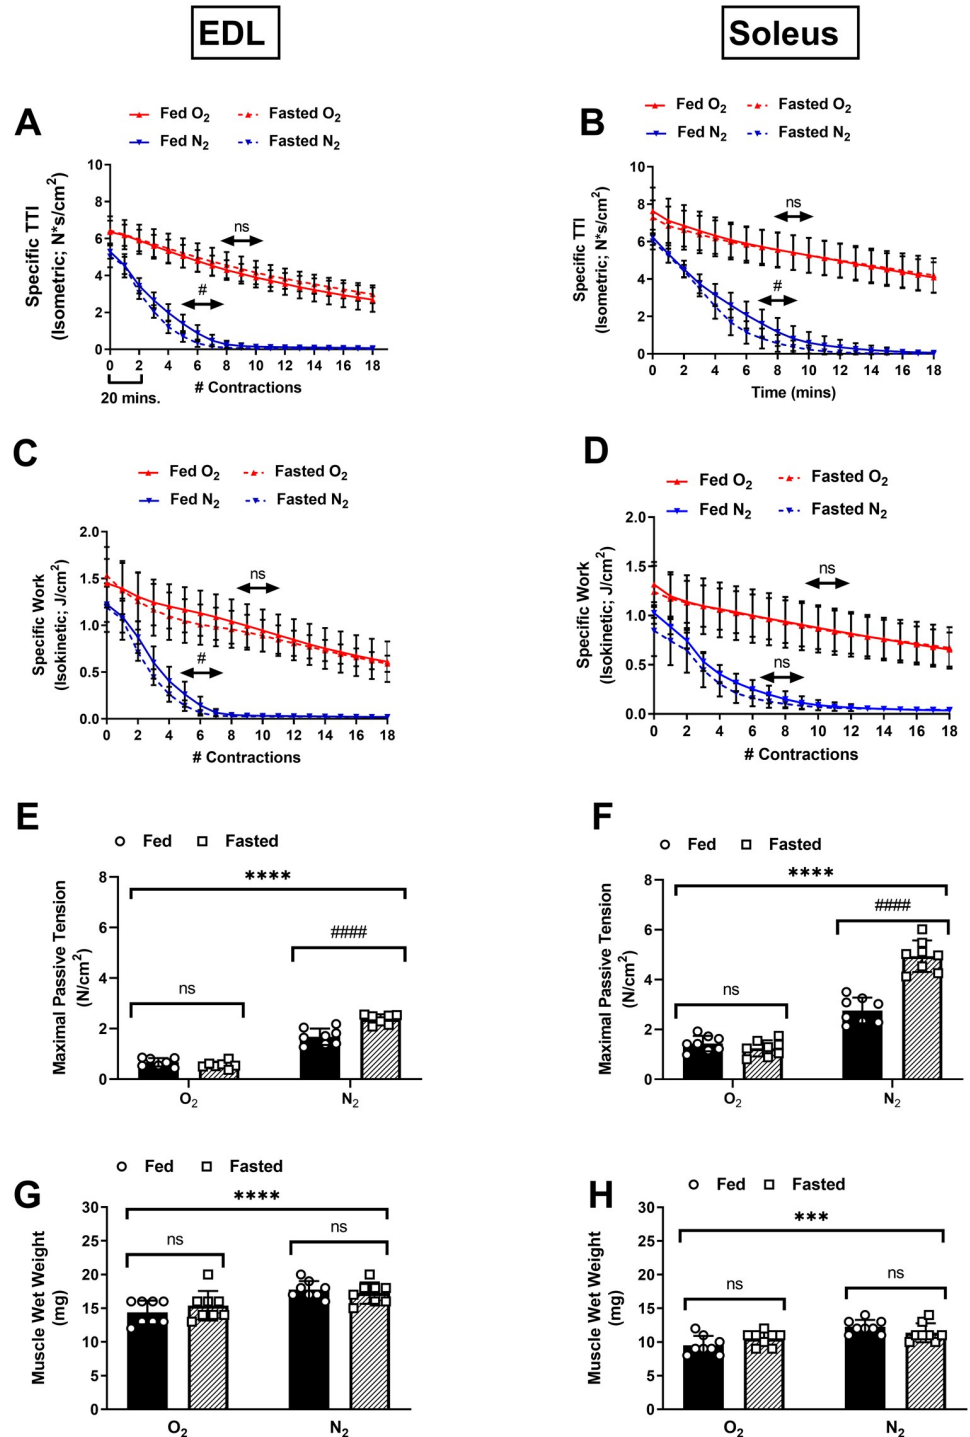 EDL
Soleus
A
Fed O2
Fasted O2
Fed N2
Fasted N2
Specific TTI
(Isometric; N*s/cm²)
10
8
6
4
2
0
ns
#
0 2 4 6 8 10 12 14 16 18
# Contractions
20 mins.
B
Fed O2
Fasted O2
Fed N2
Fasted N2
Specific TTI
(Isometric; N*s/cm²)
10
8
6
4
2
0
ns
#
0 2 4 6 8 10 12 14 16 18
Time (mins)
C
Fed O2
Fasted O2
Fed N2
Fasted N2
Specific Work
(Isokinetic; J/cm²)
2.0
1.5
1.0
0.5
0.0
ns
#
0 2 4 6 8 10 12 14 16 18
# Contractions
D
Fed O2
Fasted O2
Fed N2
Fasted N2
Specific Work
(Isokinetic; J/cm²)
2.0
1.5
1.0
0.5
0.0
ns
ns
0 2 4 6 8 10 12 14 16 18
# Contractions
E
Fed
Fasted
Maximal Passive Tension
(N/cm²)
8
6
4
2
0
****
####
ns
O2
N2
F
Fed
Fasted
Maximal Passive Tension
(N/cm²)
8
6
4
2
0
****
####
ns
O2
N2
G
Fed
Fasted
Muscle Wet Weight
(mg)
30
25
20
15
10
5
0
****
ns
ns
O2
N2
H
Fed
Fasted
Muscle Wet Weight
(mg)
30
25
20
15
10
5
0
***
ns
ns
O2
N2